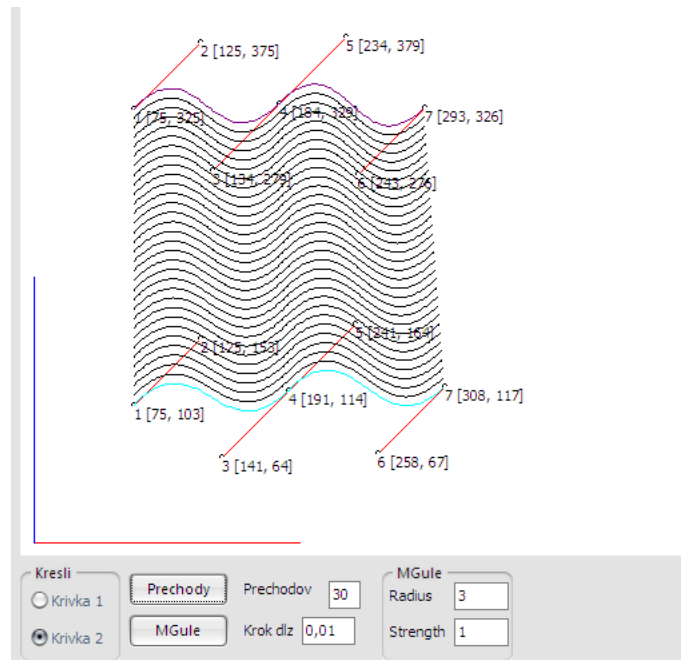 2 [125, 375]
5 [234, 379]
1 [75, 325]
4 [184, 329]
7 [293, 326]
3 [134, 279]
6 [243, 276]
2 [125, 153]
5 [241, 164]
1 [75, 103]
4 [191, 114]
7 [308, 117]
3 [141, 64]
6 [258, 67]
Kresli
Krivka 1
Krivka 2
Prechody
MGule
Prechodov 30
Krok dlz 0,01
MGule
Radius 3
Strength 1